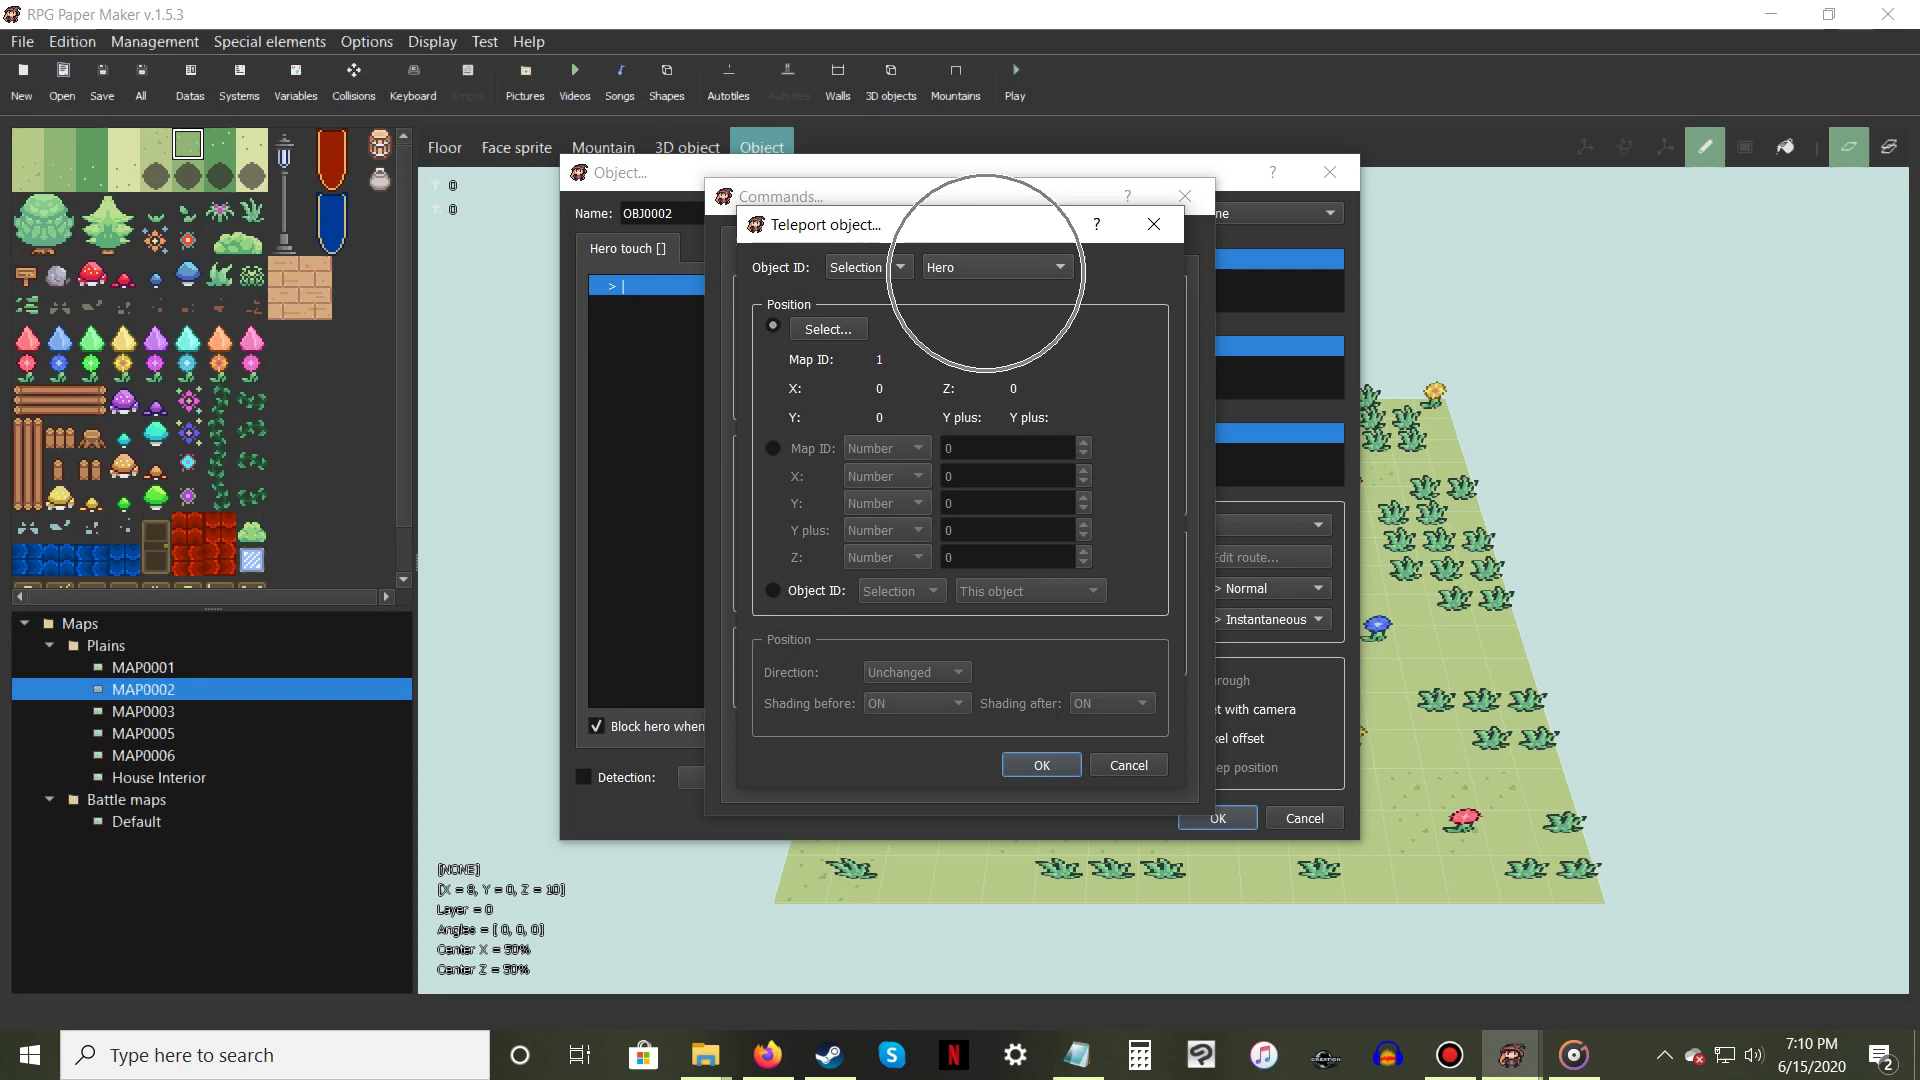 RPG Paper Maker v.1.5.3
File Edition Management Special elements Options Display Test Help
New Open Save All Datas Systems Variables Collisions Keyboard Scripts Pictures Videos Songs Shapes Autotiles Autotiles Walls 3D objects Mountains Play
Floor Face sprite Mountain 3D object Object
0
0
Object... ?
Name: OBJ0002
ne
Hero touch []
> |
Block hero when
Detection:
Edit route...
> Normal
> Instantaneous
rough
t with camera
el offset
ep position
OK Cancel
Commands... ?
Teleport object... ?
Object ID: Selection Hero
Position
Select...
Map ID: 1
X: 0 Z: 0
Y: 0 Y plus: Y plus:
Map ID: Number 0
X: Number 0
Y: Number 0
Y plus: Number 0
Z: Number 0
Object ID: Selection This object
Position
Direction: Unchanged
Shading before: ON Shading after: ON
OK Cancel
Maps
Plains
MAP0001
MAP0002
MAP0003
MAP0005
MAP0006
House Interior
Battle maps
Default
[NONE]
[X = 8, Y = 0, Z = 10]
Layer = 0
Angles = [ 0, 0, 0]
Center X = 50%
Center Z = 50%
Type here to search
7:10 PM
6/15/2020
2